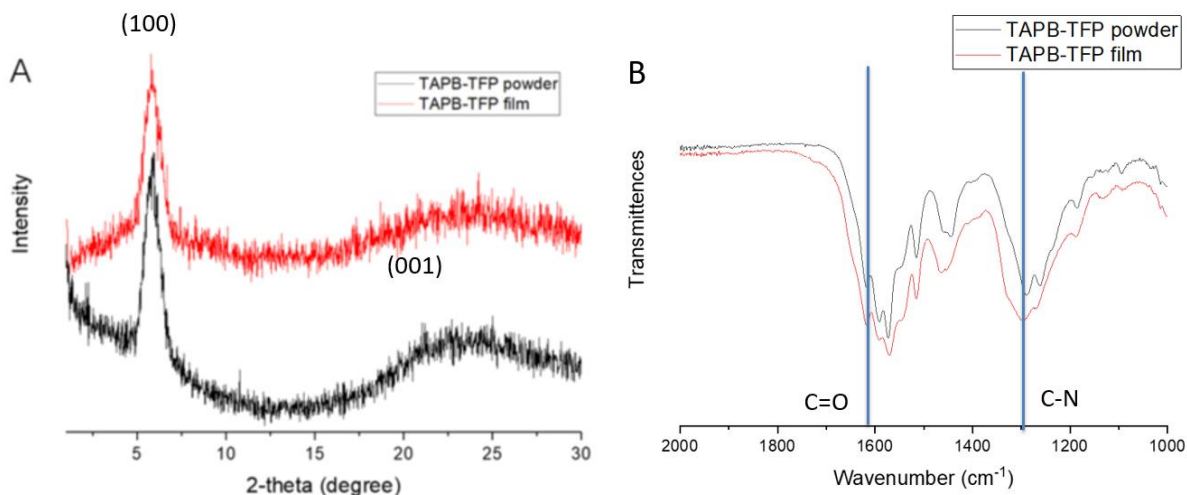 (100)
A
TAPB-TFP powder
TAPB-TFP film
Intensity
(001)
5 10 15 20 25 30
2-theta (degree)
TAPB-TFP powder
TAPB-TFP film
B
Transmittences
C=O
C-N
2000 1800 1600 1400 1200 1000
Wavenumber (cm-1)